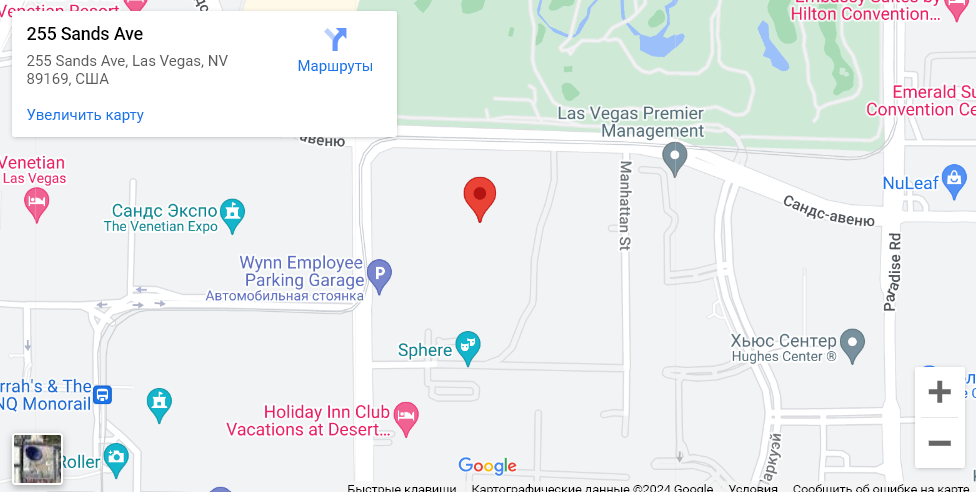 Venetian Resort
255 Sands Ave
255 Sands Ave, Las Vegas, NV
89169, США
Маршруты
Увеличить карту
Embassy Suites by
Hilton Convention...
Emerald Su
Convention Ce
Las Vegas Premier
Management
авеню
Venetian
Las Vegas
NuLeaf
Сандс Экспо
The Venetian Expo
Manhattan St
Сандс-авеню
Paradise Rd
Wynn Employee
Parking Garage
Автомобильная стоянка
P
Sphere
Хьюс Центер
Hughes Center ®
rrah's & The
NQ Monorail
Holiday Inn Club
Vacations at Desert...
Roller
Паркуэй
Google
Быстрые клавиши
Картографические данные ©2024 Google
Условия
Сообщить об ошибке на карте